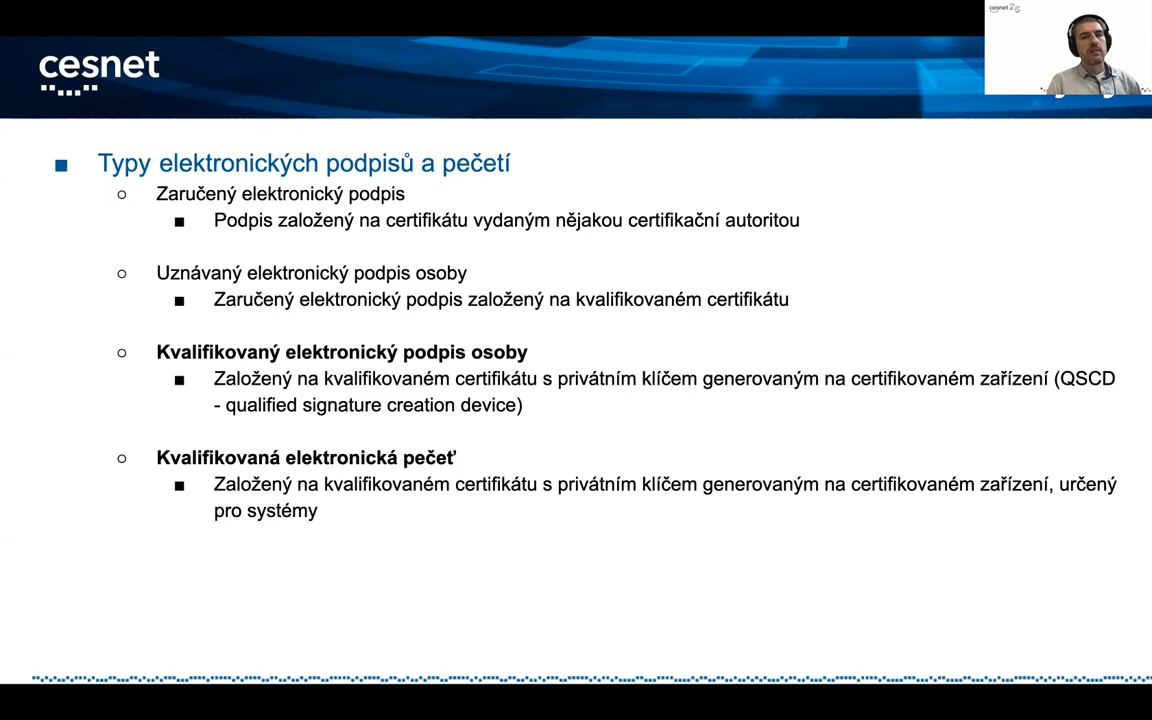 cesnet
cesnet 25
Typy elektronických podpisů a pečetí
Zaručený elektronický podpis
Podpis založený na certifikátu vydaným nějakou certifikační autoritou
Uznávaný elektronický podpis osoby
Zaručený elektronický podpis založený na kvalifikovaném certifikátu
Kvalifikovaný elektronický podpis osoby
Založený na kvalifikovaném certifikátu s privátním klíčem generovaným na certifikovaném zařízení (QSCD
- qualified signature creation device)
Kvalifikovaná elektronická pečeť
Založený na kvalifikovaném certifikátu s privátním klíčem generovaným na certifikovaném zařízení, určený
pro systémy